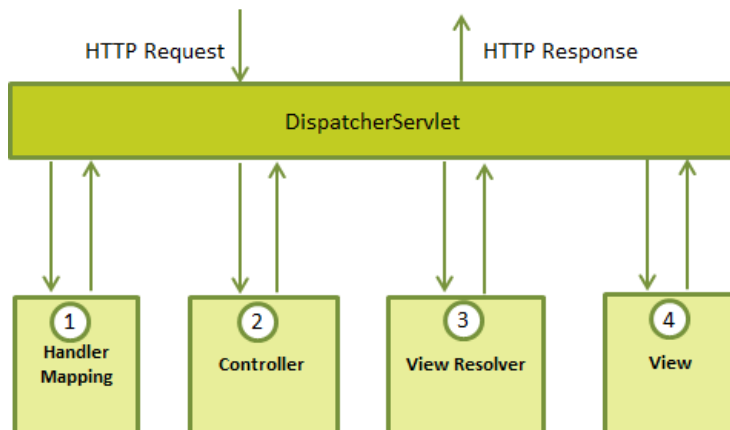 HTTP Request
HTTP Response
DispatcherServlet
1
Handler
Mapping
2
Controller
3
View Resolver
4
View